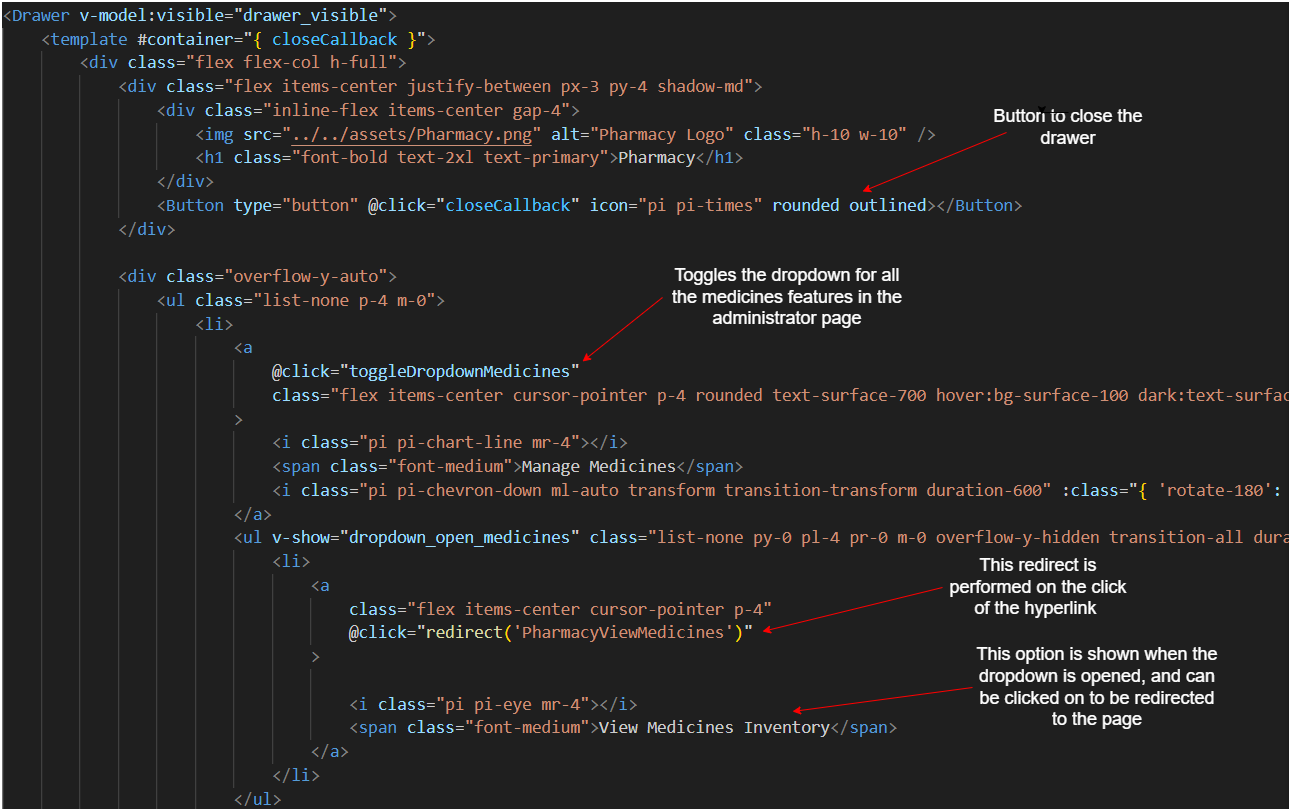 <Drawer v-model:visible="drawer_visible">
<template #container="{ closeCallback }">
<div class="flex flex-col h-full">
<div class="flex items-center justify-between px-3 py-4 shadow-md">
<div class="inline-flex items-center gap-4">
<img src="../../assets/Pharmacy.png" alt="Pharmacy Logo" class="h-10 w-10" />
<h1 class="font-bold text-2xl text-primary">Pharmacy</h1>
</div>
<Button type="button" @click="closeCallback" icon="pi pi-times" rounded outlined></Button>
</div>
Button to close the
drawer
<div class="overflow-y-auto">
<ul class="list-none p-4 m-0">
<li>
<a
@click="toggleDropdownMedicines"
class="flex items-center cursor-pointer p-4 rounded text-surface-700 hover:bg-surface-100 dark:text-surfac
>
Toggles the dropdown for all
the medicines features in the
administrator page
<i class="pi pi-chart-line mr-4"></i>
<span class="font-medium">Manage Medicines</span>
<i class="pi pi-chevron-down ml-auto transform transition-transform duration-600" :class="{ 'rotate-180':
</a>
<ul v-show="dropdown_open_medicines" class="list-none py-0 pl-4 pr-0 m-0 overflow-y-hidden transition-all dura
<li>
<a
class="flex items-center cursor-pointer p-4"
@click="redirect('PharmacyViewMedicines')"
>
This redirect is
performed on the click
of the hyperlink
<i class="pi pi-eye mr-4"></i>
<span class="font-medium">View Medicines Inventory</span>
</a>
</li>
</ul>
This option is shown when the
dropdown is opened, and can
be clicked on to be redirected
to the page